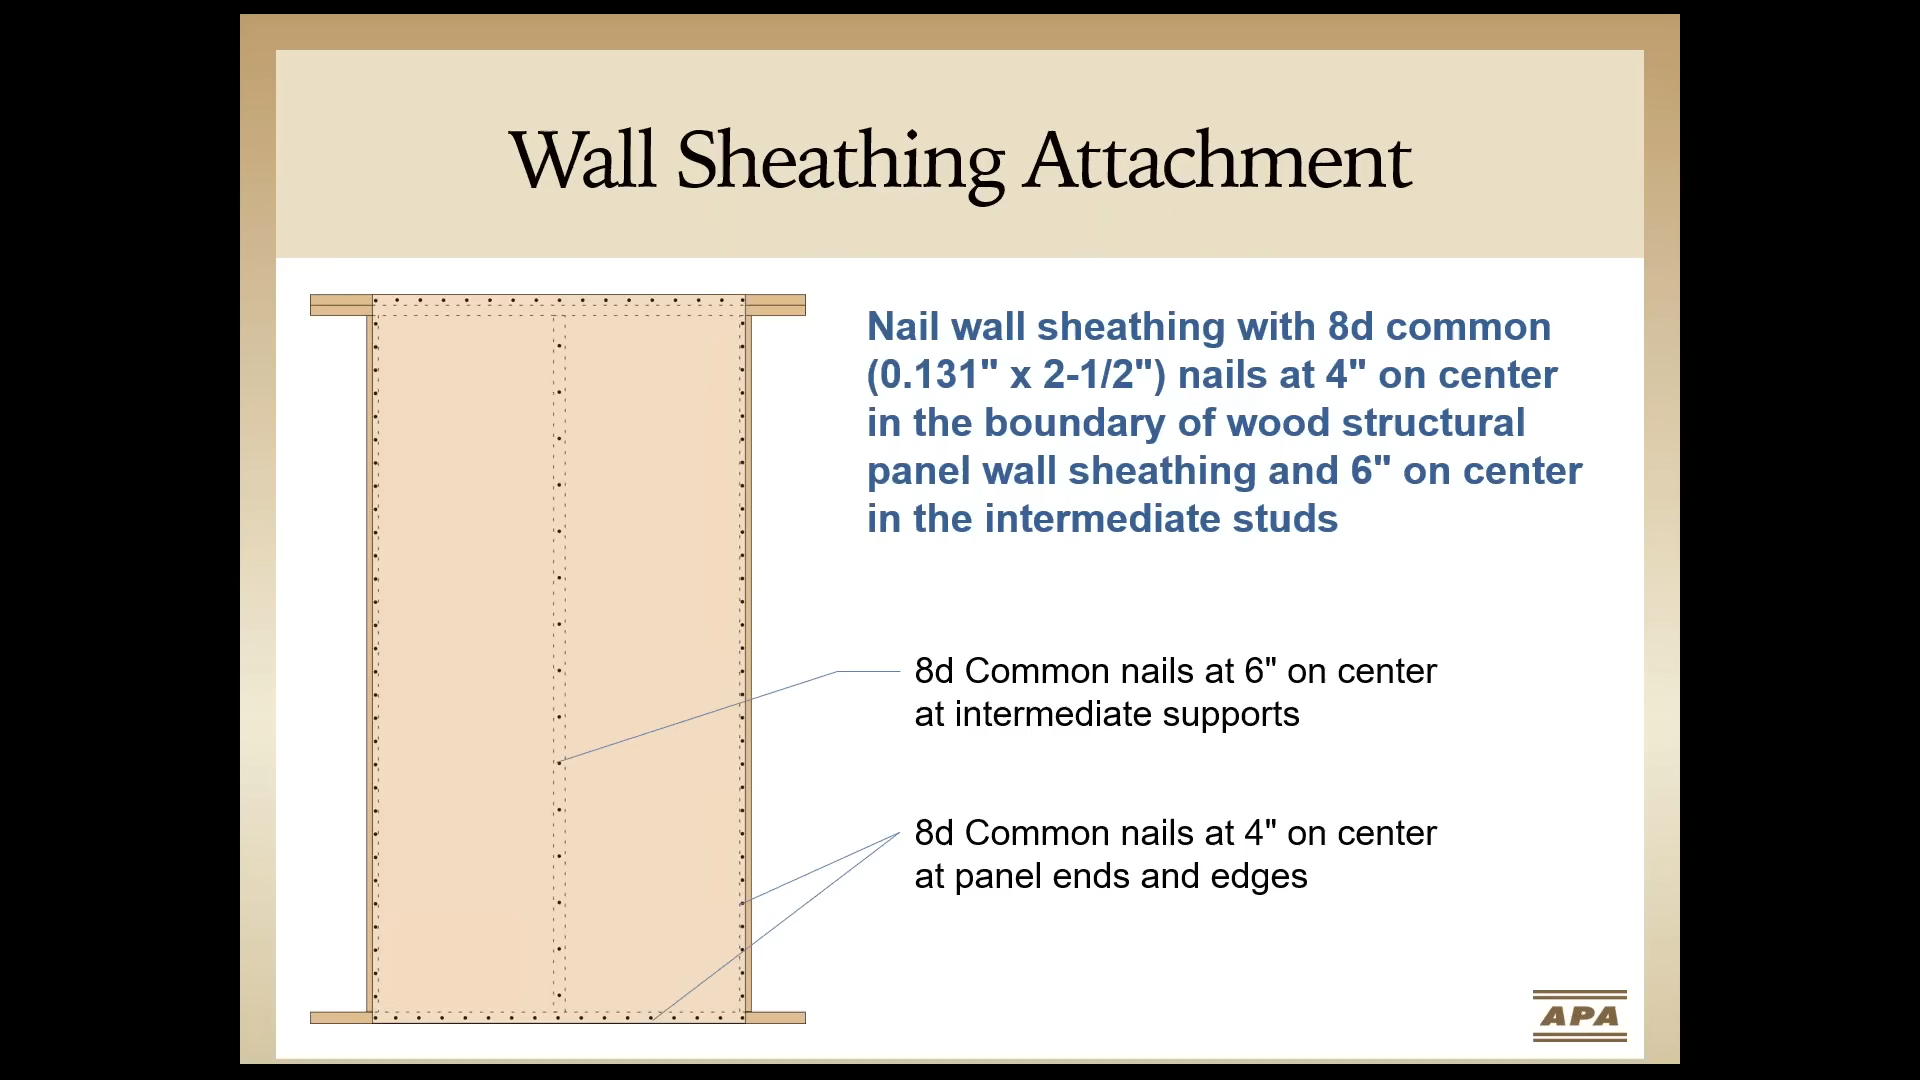 Wall Sheathing Attachment
Nail wall sheathing with 8d common
(0.131" x 2-1/2") nails at 4" on center
in the boundary of wood structural
panel wall sheathing and 6" on center
in the intermediate studs
8d Common nails at 6" on center
at intermediate supports
8d Common nails at 4" on center
at panel ends and edges
APA